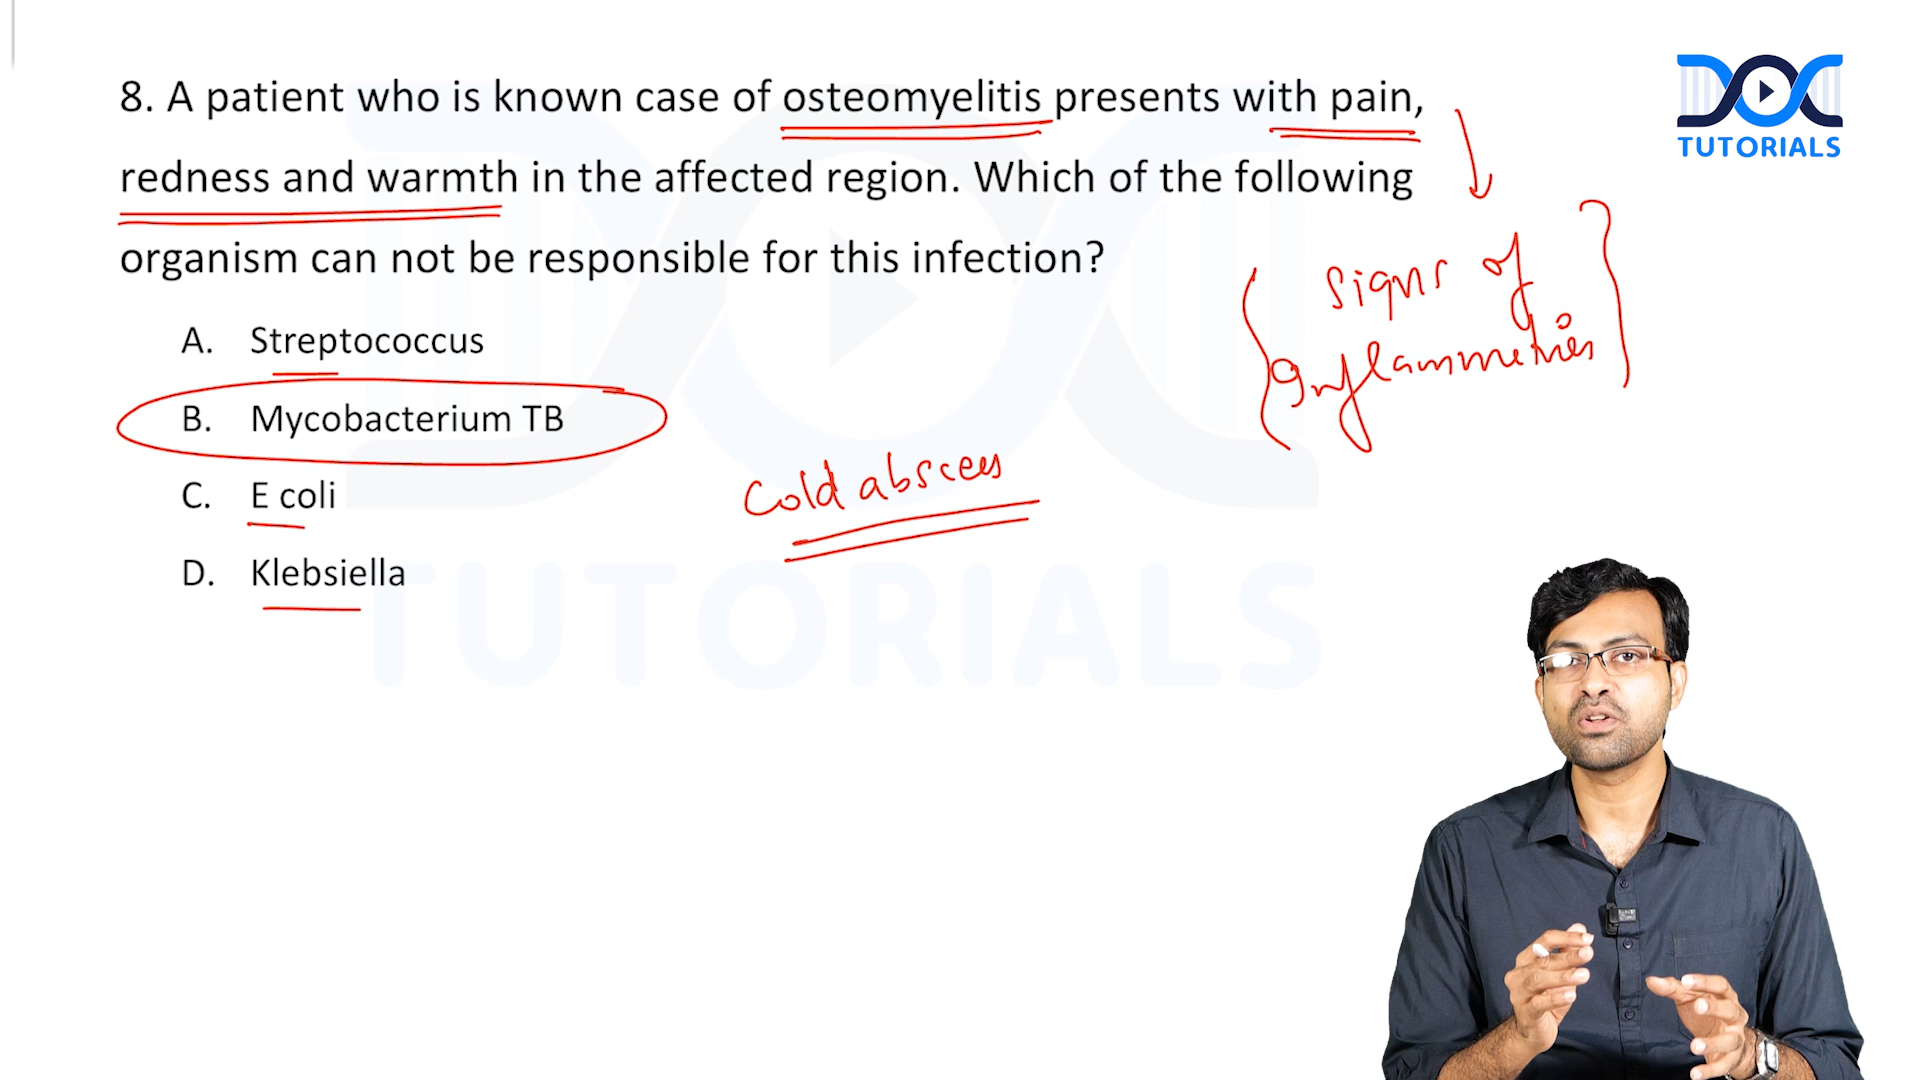 8. A patient who is known case of osteomyelitis presents with pain,
redness and warmth in the affected region. Which of the following
organism can not be responsible for this infection?
A. Streptococcus
B. Mycobacterium TB
C. E coli
D. Klebsiella
Signs of
Cold abscess
TUTORIALS
TUTORIALS